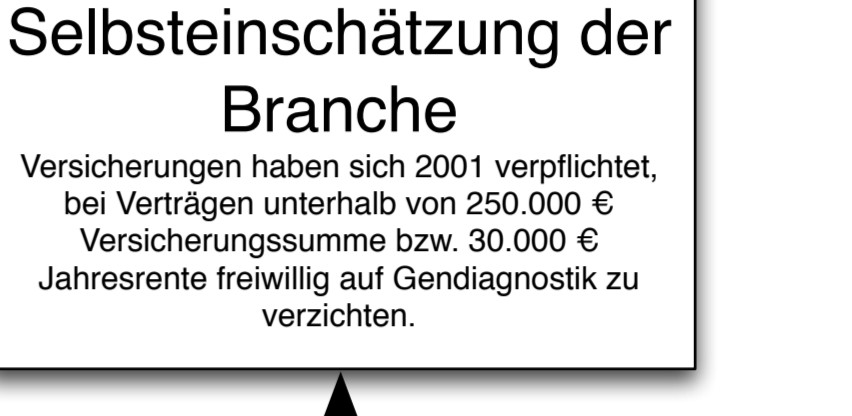 Selbsteinschätzung der
Branche
Versicherungen haben sich 2001 verpflichtet,
bei Verträgen unterhalb von 250.000 €
Versicherungssumme bzw. 30.000 €
Jahresrente freiwillig auf Gendiagnostik zu
verzichten.